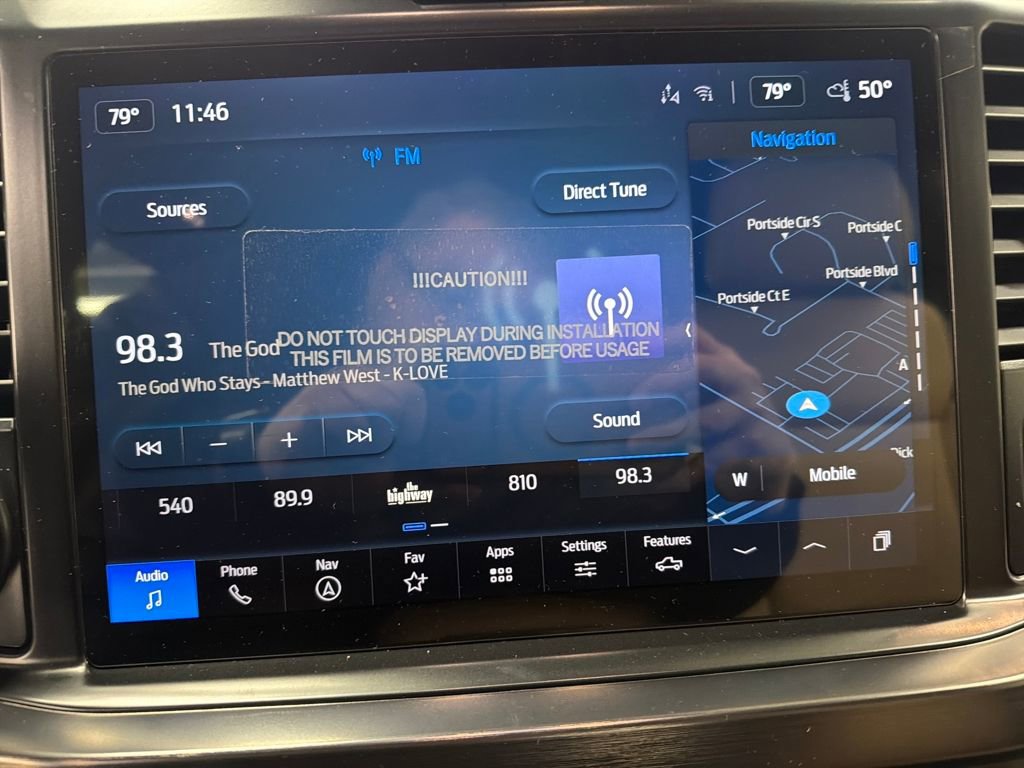 79° 11:46 79° 50°
FM
Navigation
Sources
Direct Tune
Portside Cir S
Portside C
Portside Blvd
Portside Ct E
!!!CAUTION!!!
DO NOT TOUCH DISPLAY DURING INSTALLATION
THIS FILM IS TO BE REMOVED BEFORE USAGE
98.3 The God
The God Who Stays - Matthew West - K-LOVE
A
Sound
540 89.9 the highway 810 98.3
W Mobile
Audio Phone Nav Fav Apps Settings Features